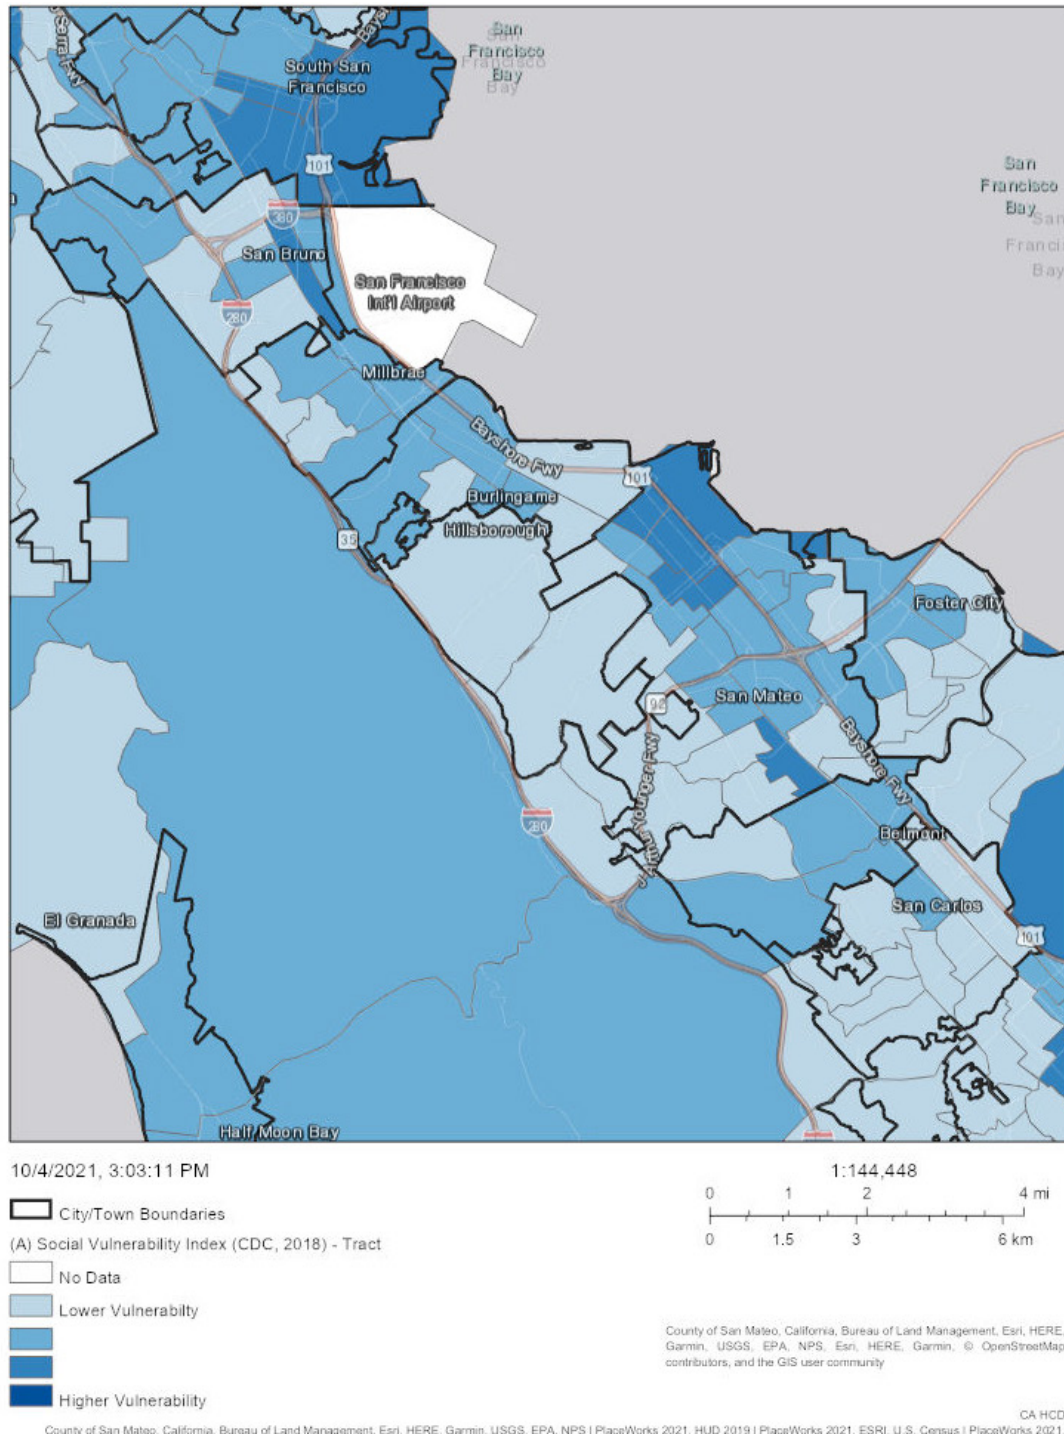 San
Francisco
Bay
San
Francisco
Bay
Serra Fwy
South San
Francisco
101
San
Francisco
Bay
380
San Bruno
San Francisco
Int'l Airport
280
Millbrae
Bayshore Fwy
101
Burlingame
Hillsborough
35
Foster City
San Mateo
92
Bayshore Fwy
J Arthur Younger Fwy
280
Belmont
San Carlos
El Granada
101
Half Moon Bay
10/4/2021, 3:03:11 PM
1:144,448
0 1 2 4 mi
0 1.5 3 6 km
City/Town Boundaries
(A) Social Vulnerability Index (CDC, 2018) - Tract
No Data
Lower Vulnerabilty
Higher Vulnerability
County of San Mateo, California, Bureau of Land Management, Esri, HERE,
Garmin, USGS, EPA, NPS, Esri, HERE, Garmin, © OpenStreetMap
contributors, and the GIS user community
CA HCD
County of San Mateo, California, Bureau of Land Management, Esri, HERE, Garmin, USGS, EPA, NPS | PlaceWorks 2021, HUD 2019 | PlaceWorks 2021, ESRI, U.S. Census | PlaceWorks 2021